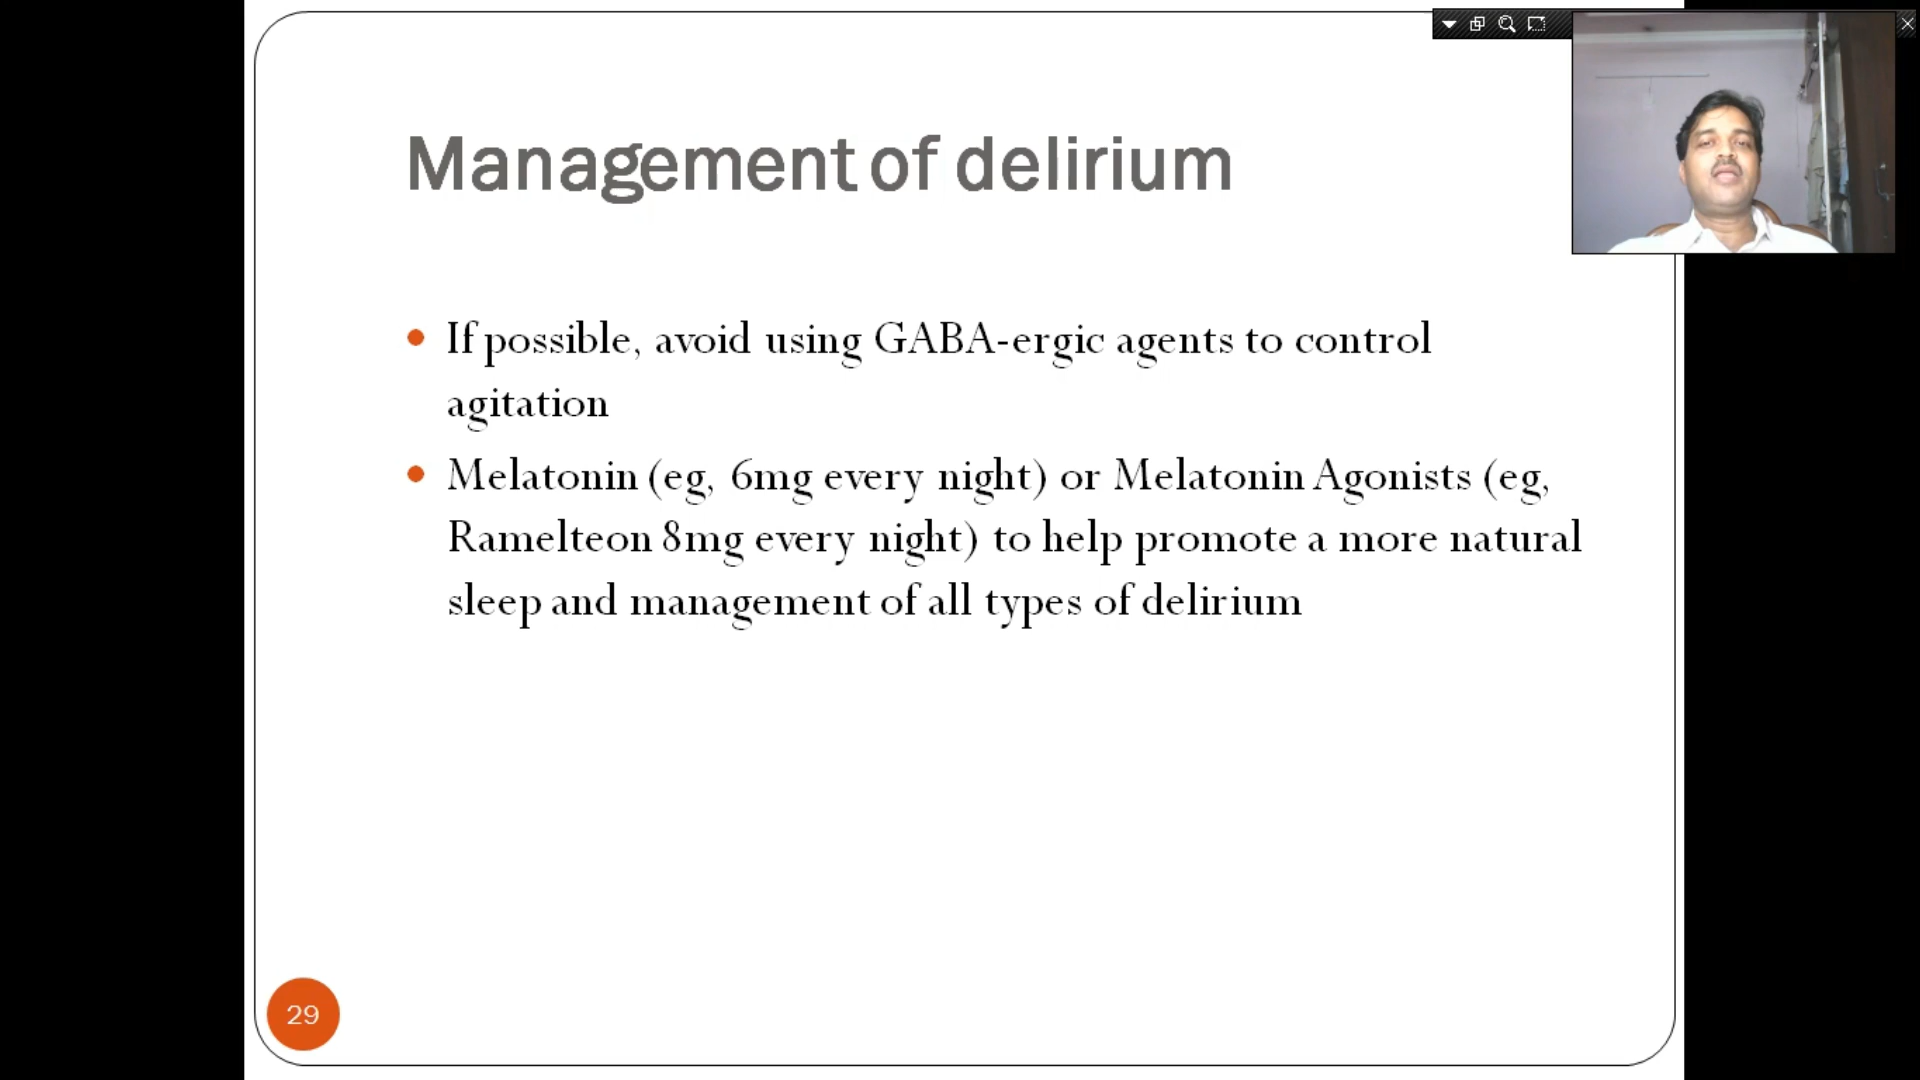 Management of delirium
If possible, avoid using GABA-ergic agents to control
agitation
Melatonin (eg, 6mg every night) or Melatonin Agonists (eg,
Ramelteon 8mg every night) to help promote a more natural
sleep and management of all types of delirium
29